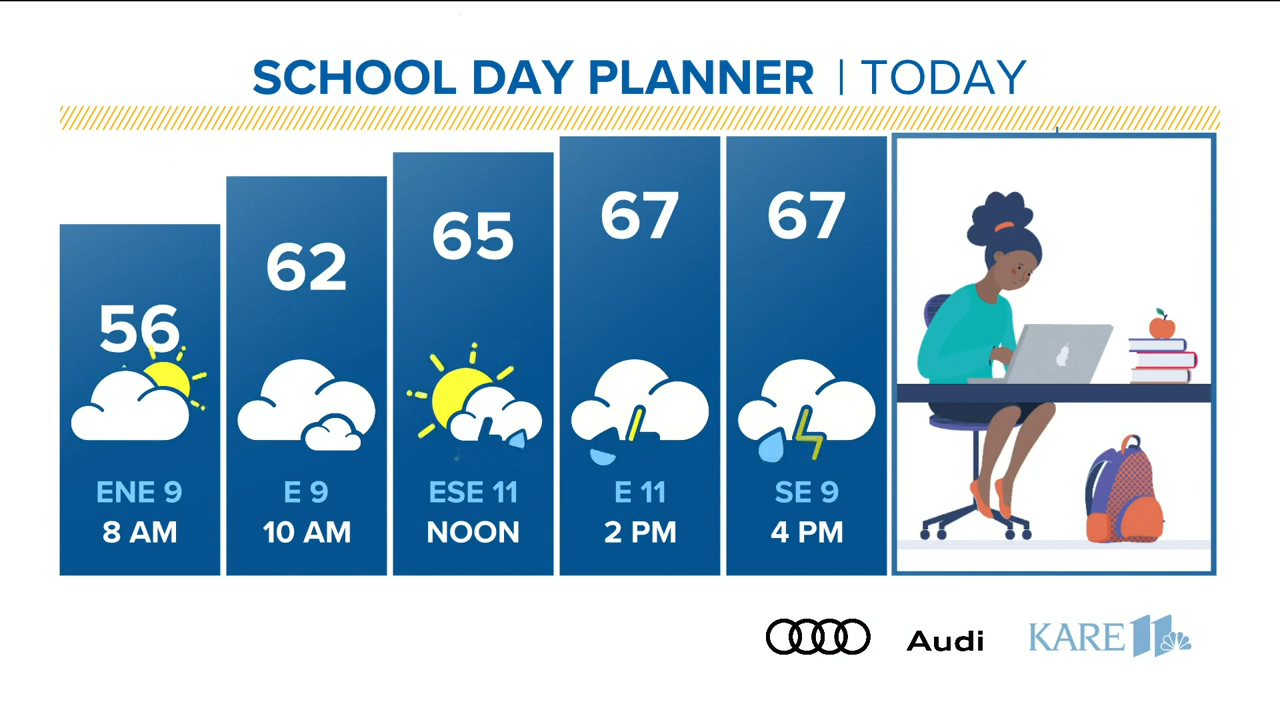 SCHOOL DAY PLANNER | TODAY
56
ENE 9
8 AM
62
E 9
10 AM
65
ESE 11
NOON
67
E 11
2 PM
67
SE 9
4 PM
Audi
KARE 11